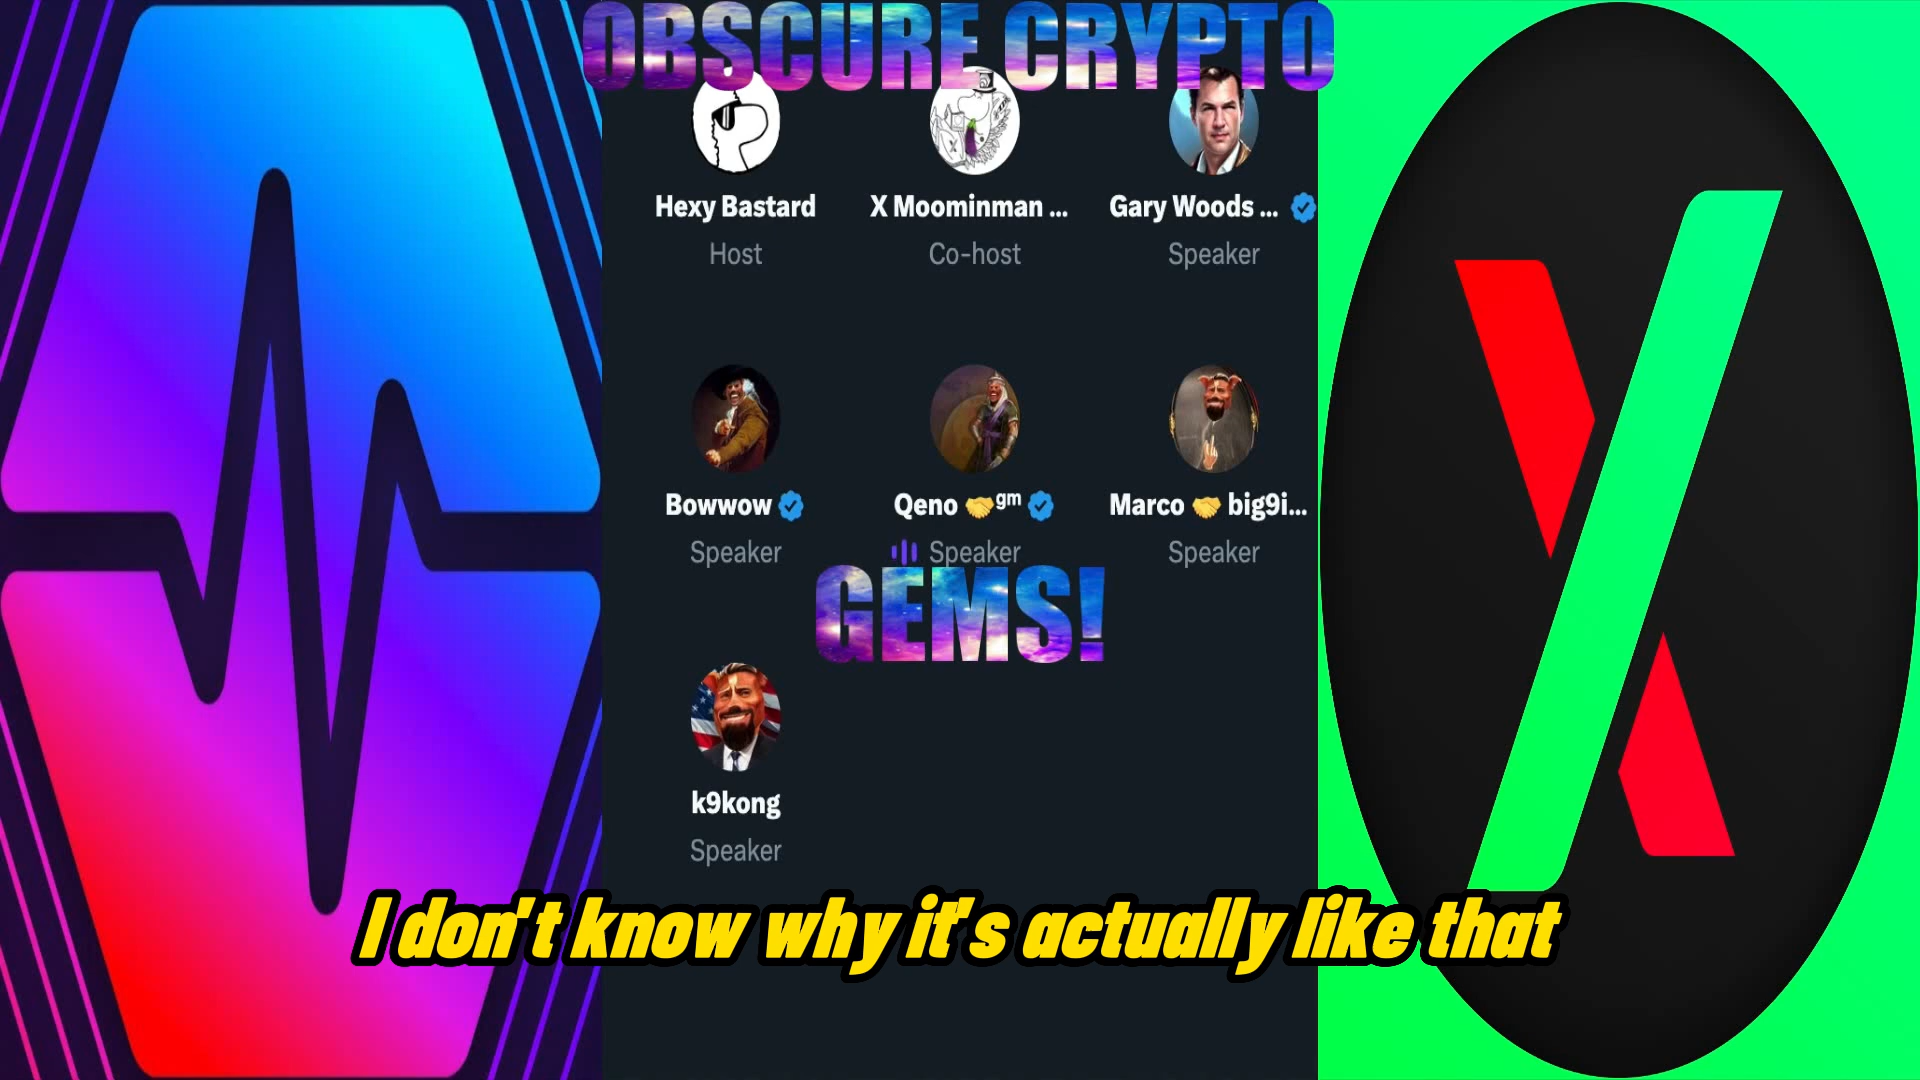 OBSCURE CRYPTO
Hexy Bastard
Host
X Moominman ...
Co-host
Gary Woods ...
Speaker
Bowwow
Speaker
Qeno 🤝gm
Speaker
Marco 🤝 big9i...
Speaker
GEMS!
k9kong
Speaker
I don't know why it's actually like that